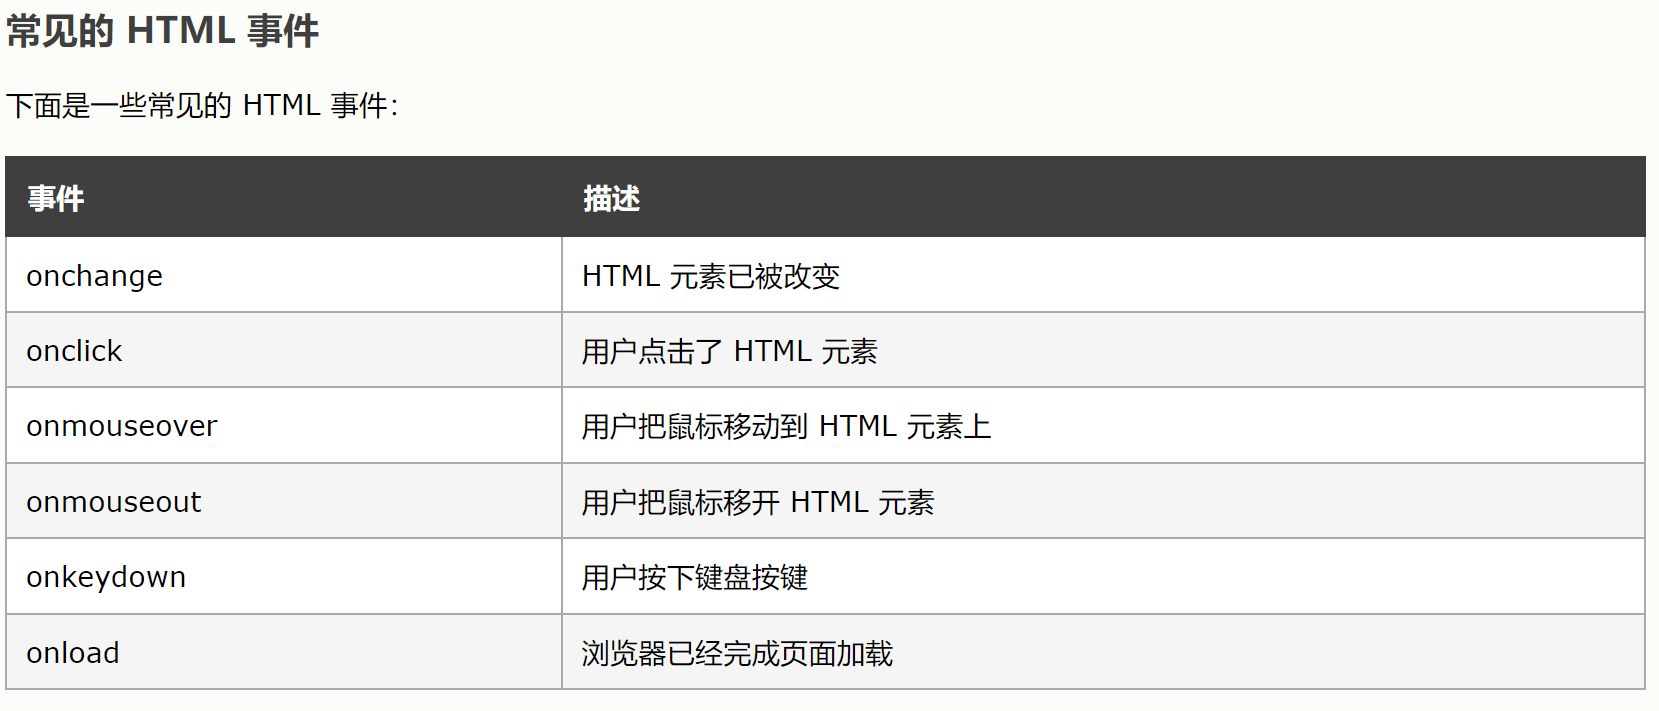 常见的 HTML 事件
下面是一些常见的 HTML 事件：
事件 描述
onchange HTML 元素已被改变
onclick 用户点击了 HTML 元素
onmouseover 用户把鼠标移动到 HTML 元素上
onmouseout 用户把鼠标移开 HTML 元素
onkeydown 用户按下键盘按键
onload 浏览器已经完成页面加载